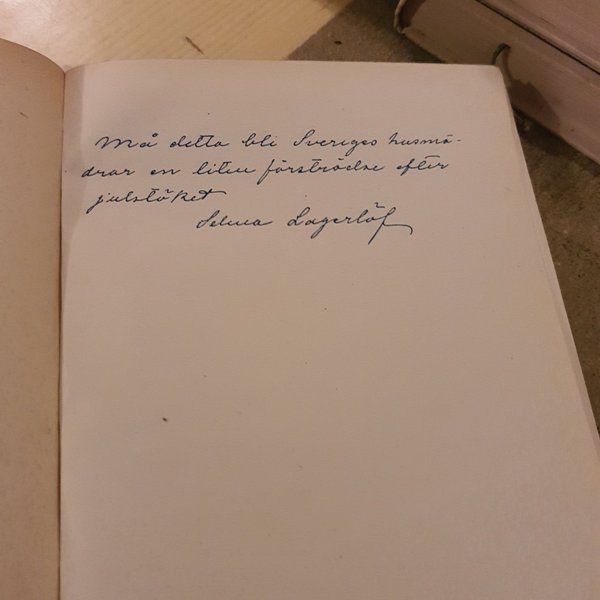 Må detta bli Sveriges husmö-
drar en liten förströelse efter
julstöket
Selma Lagerlöf